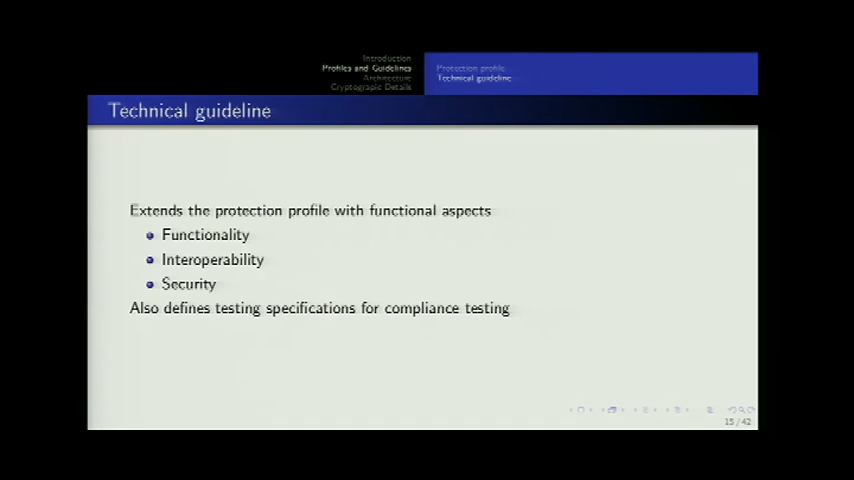 Introduction
Profiles and Guidelines
Architecture
Cryptograpic Details
Protection profile
Technical guideline
Technical guideline
Extends the protection profile with functional aspects
Functionality
Interoperability
Security
Also defines testing specifications for compliance testing
15 / 42